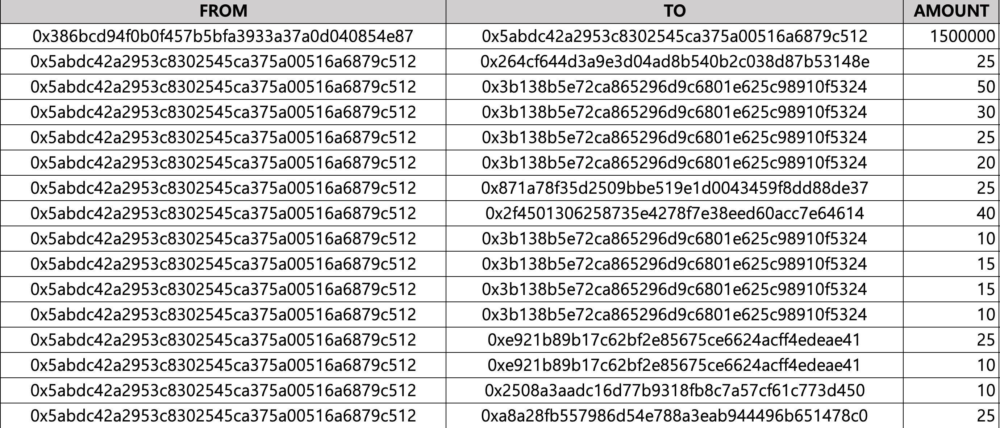 FROM TO AMOUNT
0x386bcd94f0b0f457b5bfa3933a37a0d040854e87 0x5abdc42a2953c8302545ca375a00516a6879c512 1500000
0x5abdc42a2953c8302545ca375a00516a6879c512 0x264cf644d3a9e3d04ad8b540b2c038d87b53148e 25
0x5abdc42a2953c8302545ca375a00516a6879c512 0x3b138b5e72ca865296d9c6801e625c98910f5324 50
0x5abdc42a2953c8302545ca375a00516a6879c512 0x3b138b5e72ca865296d9c6801e625c98910f5324 30
0x5abdc42a2953c8302545ca375a00516a6879c512 0x3b138b5e72ca865296d9c6801e625c98910f5324 25
0x5abdc42a2953c8302545ca375a00516a6879c512 0x3b138b5e72ca865296d9c6801e625c98910f5324 20
0x5abdc42a2953c8302545ca375a00516a6879c512 0x871a78f35d2509bbe519e1d0043459f8dd88de37 25
0x5abdc42a2953c8302545ca375a00516a6879c512 0x2f4501306258735e4278f7e38eed60acc7e64614 40
0x5abdc42a2953c8302545ca375a00516a6879c512 0x3b138b5e72ca865296d9c6801e625c98910f5324 10
0x5abdc42a2953c8302545ca375a00516a6879c512 0x3b138b5e72ca865296d9c6801e625c98910f5324 15
0x5abdc42a2953c8302545ca375a00516a6879c512 0x3b138b5e72ca865296d9c6801e625c98910f5324 15
0x5abdc42a2953c8302545ca375a00516a6879c512 0x3b138b5e72ca865296d9c6801e625c98910f5324 10
0x5abdc42a2953c8302545ca375a00516a6879c512 0xe921b89b17c62bf2e85675ce6624acff4edeae41 25
0x5abdc42a2953c8302545ca375a00516a6879c512 0xe921b89b17c62bf2e85675ce6624acff4edeae41 10
0x5abdc42a2953c8302545ca375a00516a6879c512 0x2508a3aadc16d77b9318fb8c7a57cf61c773d450 10
0x5abdc42a2953c8302545ca375a00516a6879c512 0xa8a28fb557986d54e788a3eab944496b651478c0 25